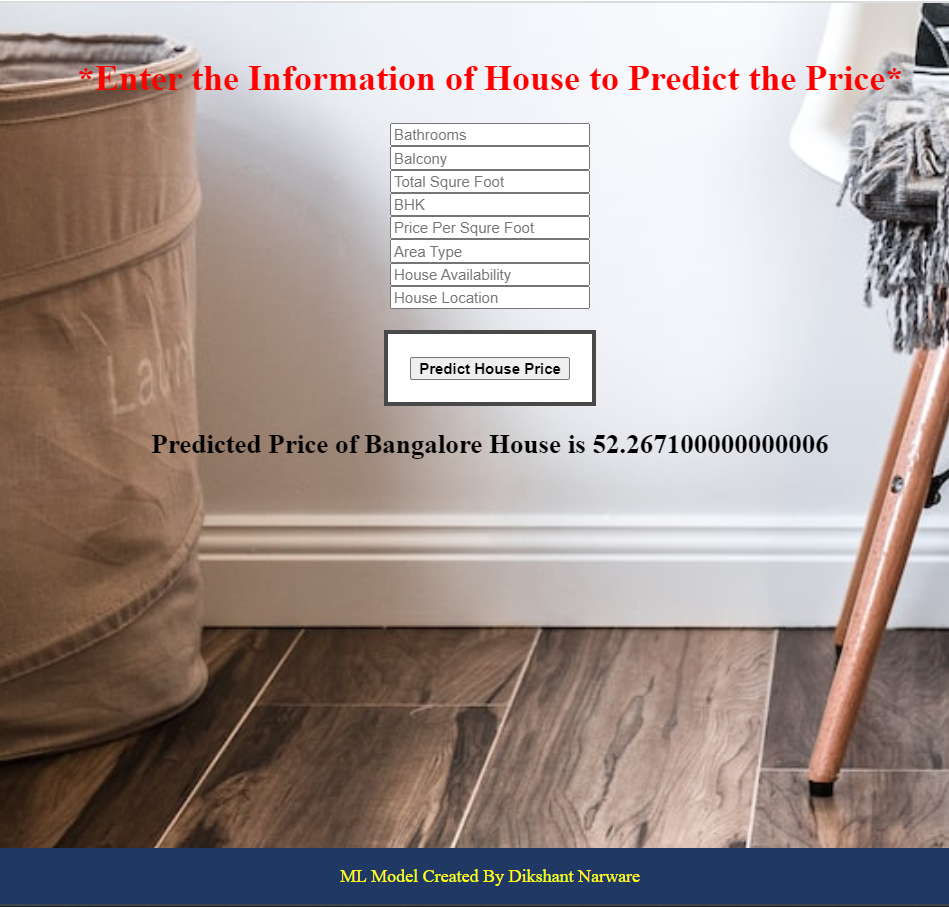 *Enter the Information of House to Predict the Price*
Bathrooms
Balcony
Total Squre Foot
BHK
Price Per Squre Foot
Area Type
House Availability
House Location
Predict House Price
Predicted Price of Bangalore House is 52.267100000000006
ML Model Created By Dikshant Narware